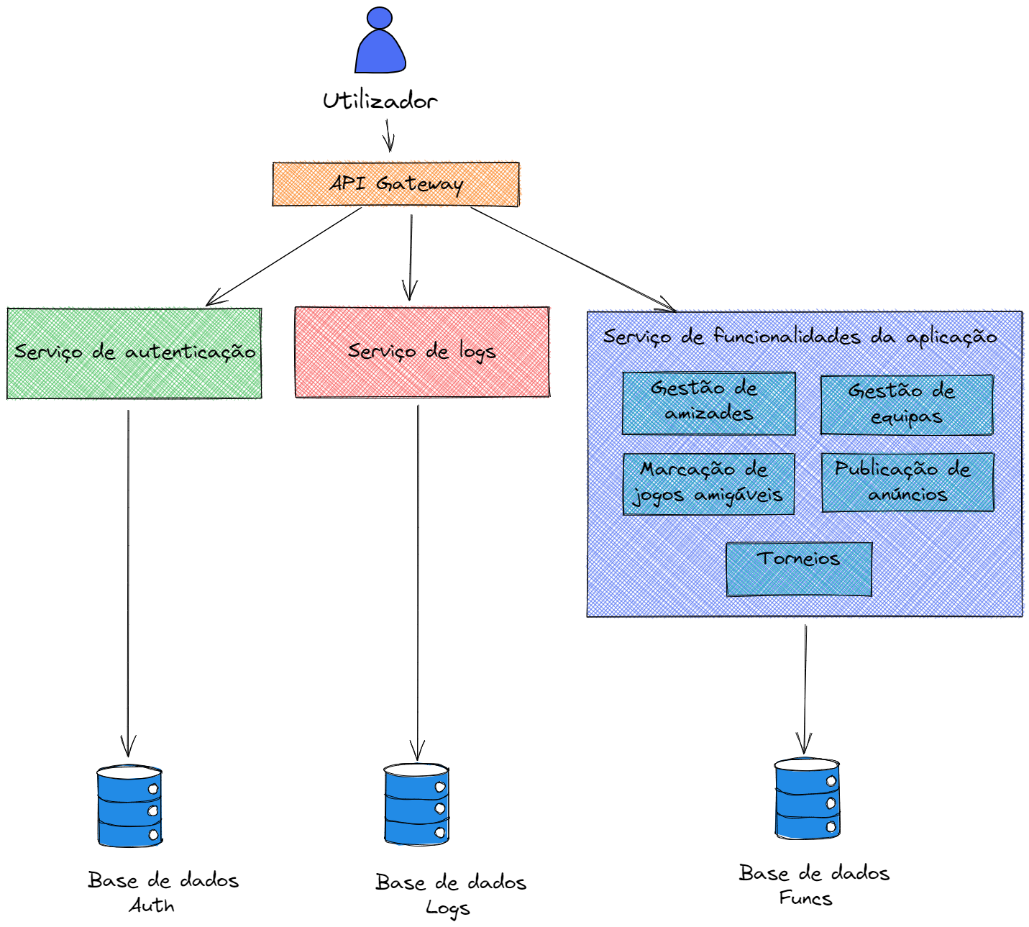 Utilizador
API Gateway
Serviço de autenticação
Serviço de logs
Serviço de funcionalidades da aplicação
Gestão de
amizades
Gestão de
equipas
Marcação de
jogos amigáveis
Publicação de
anúncios
Torneios
Base de dados
Auth
Base de dados
Logs
Base de dados
Funcs